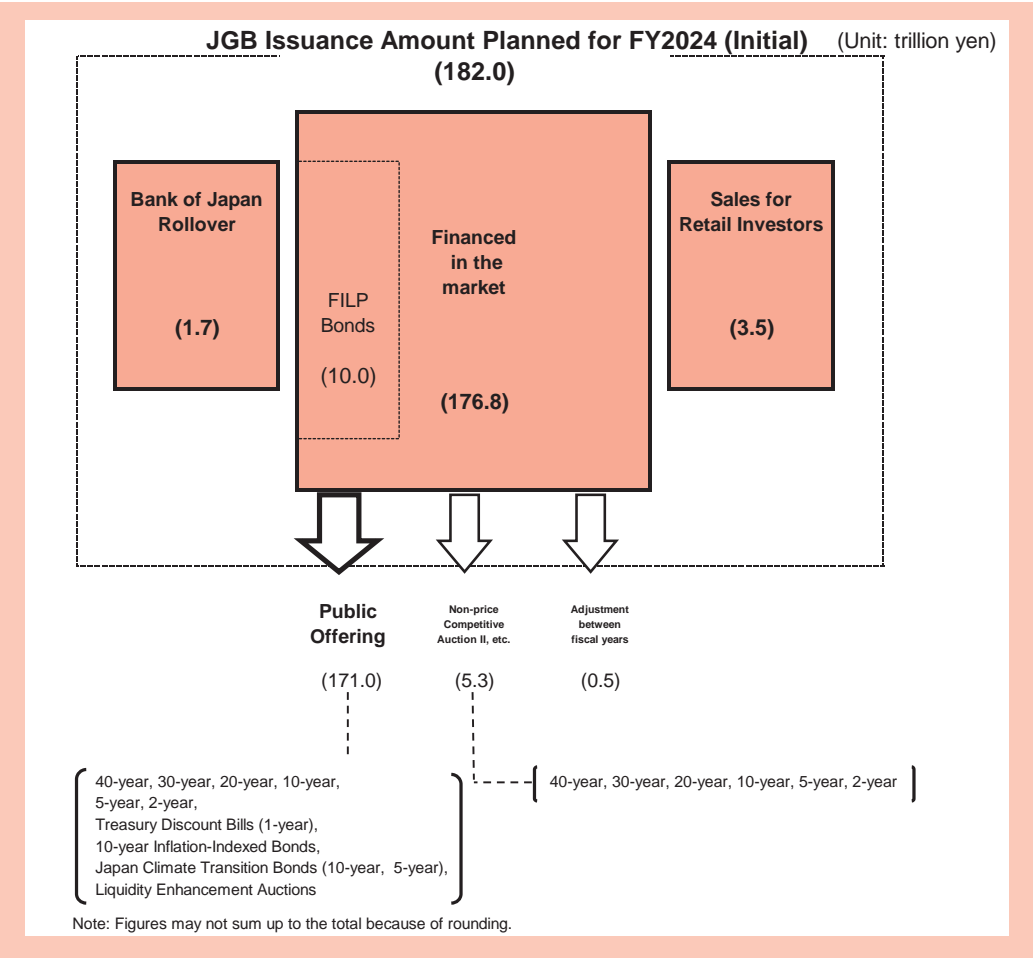 JGB Issuance Amount Planned for FY2024 (Initial) (Unit: trillion yen)
(182.0)
Bank of Japan
Rollover
(1.7)
FILP
Bonds
(10.0)
Financed
in the
market
(176.8)
Sales for
Retail Investors
(3.5)
Public
Offering
(171.0)
Non-price
Competitive
Auction II, etc.
(5.3)
Adjustment
between
fiscal years
(0.5)
40-year, 30-year, 20-year, 10-year,
5-year, 2-year,
Treasury Discount Bills (1-year),
10-year Inflation-Indexed Bonds,
Japan Climate Transition Bonds (10-year, 5-year),
Liquidity Enhancement Auctions
40-year, 30-year, 20-year, 10-year, 5-year, 2-year
Note: Figures may not sum up to the total because of rounding.